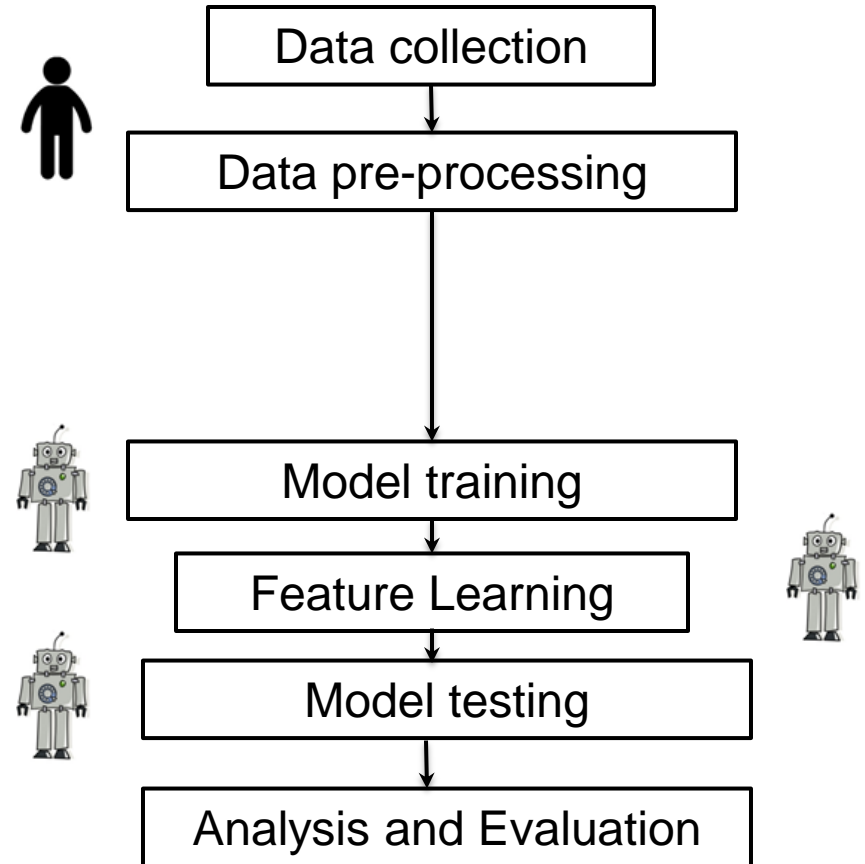 Data collection
Data pre-processing
Model training
Feature Learning
Model testing
Analysis and Evaluation